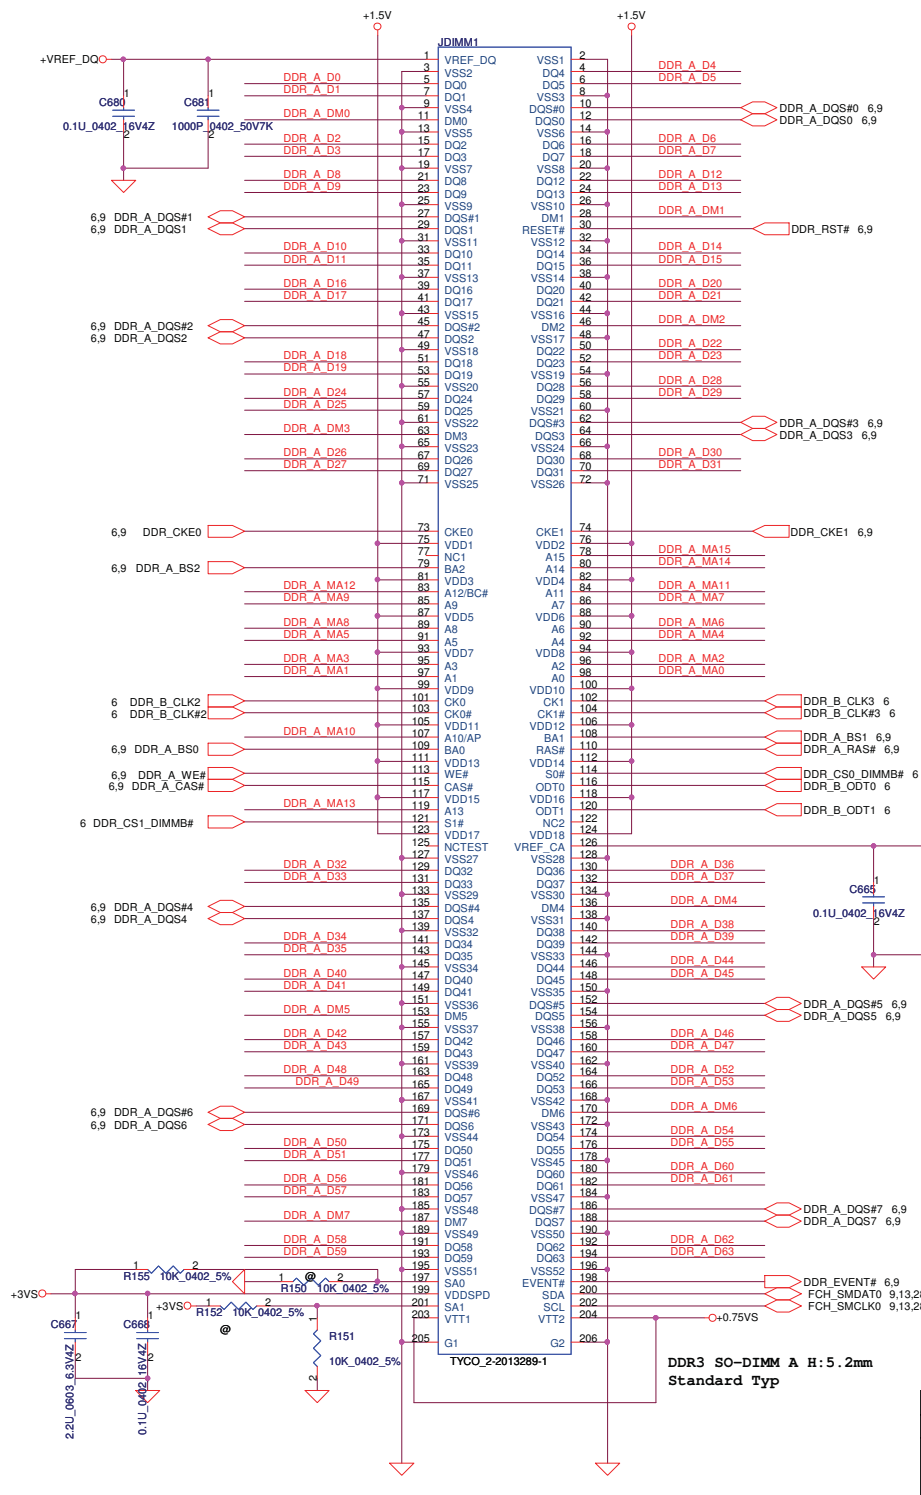 +1.5V +1.5V
JDIMM1
+VREF_DQ 1 VREF_DQ VSS1 2
3 VSS2 DQ4 4 DDR_A_D4
DDR_A_D0 5 DQ0 DQ5 6 DDR_A_D5
DDR_A_D1 7 DQ1 VSS3 8
C680 C681 9 VSS4 DQS#0 10 DDR_A_DQS#0 6,9
DDR_A_DM0 11 DM0 DQS0 12 DDR_A_DQS0 6,9
0.1U_0402_16V4Z 1000P_0402_50V7K
1 2 1 2
13 VSS5 VSS6 14
DDR_A_D2 15 DQ2 DQ6 16 DDR_A_D6
DDR_A_D3 17 DQ3 DQ7 18 DDR_A_D7
19 VSS7 VSS8 20
DDR_A_D8 21 DQ8 DQ12 22 DDR_A_D12
DDR_A_D9 23 DQ9 DQ13 24 DDR_A_D13
25 VSS9 VSS10 26
6,9 DDR_A_DQS#1 27 DQS#1 DM1 28 DDR_A_DM1
6,9 DDR_A_DQS1 29 DQS1 RESET# 30 DDR_RST# 6,9
31 VSS11 VSS12 32
DDR_A_D10 33 DQ10 DQ14 34 DDR_A_D14
DDR_A_D11 35 DQ11 DQ15 36 DDR_A_D15
37 VSS13 VSS14 38
DDR_A_D16 39 DQ16 DQ20 40 DDR_A_D20
DDR_A_D17 41 DQ17 DQ21 42 DDR_A_D21
43 VSS15 VSS16 44
6,9 DDR_A_DQS#2 45 DQS#2 DM2 46 DDR_A_DM2
6,9 DDR_A_DQS2 47 DQS2 VSS17 48
49 VSS18 DQ22 50 DDR_A_D22
DDR_A_D18 51 DQ18 DQ23 52 DDR_A_D23
DDR_A_D19 53 DQ19 VSS19 54
55 VSS20 DQ28 56 DDR_A_D28
DDR_A_D24 57 DQ24 DQ29 58 DDR_A_D29
DDR_A_D25 59 DQ25 VSS21 60
61 VSS22 DQS#3 62 DDR_A_DQS#3 6,9
DDR_A_DM3 63 DM3 DQS3 64 DDR_A_DQS3 6,9
65 VSS23 VSS24 66
DDR_A_D26 67 DQ26 DQ30 68 DDR_A_D30
DDR_A_D27 69 DQ27 DQ31 70 DDR_A_D31
71 VSS25 VSS26 72
6,9 DDR_CKE0 73 CKE0 CKE1 74 DDR_CKE1 6,9
75 VDD1 VDD2 76
77 NC1 A15 78 DDR_A_MA15
6,9 DDR_A_BS2 79 BA2 A14 80 DDR_A_MA14
81 VDD3 VDD4 82
DDR_A_MA12 83 A12/BC# A11 84 DDR_A_MA11
DDR_A_MA9 85 A9 A7 86 DDR_A_MA7
87 VDD5 VDD6 88
DDR_A_MA8 89 A8 A6 90 DDR_A_MA6
DDR_A_MA5 91 A5 A4 92 DDR_A_MA4
93 VDD7 VDD8 94
DDR_A_MA3 95 A3 A2 96 DDR_A_MA2
DDR_A_MA1 97 A1 A0 98 DDR_A_MA0
99 VDD9 VDD10 100
6 DDR_B_CLK2 101 CK0 CK1 102 DDR_B_CLK3 6
6 DDR_B_CLK#2 103 CK0# CK1# 104 DDR_B_CLK#3 6
105 VDD11 VDD12 106
DDR_A_MA10 107 A10/AP BA1 108 DDR_A_BS1 6,9
6,9 DDR_A_BS0 109 BA0 RAS# 110 DDR_A_RAS# 6,9
111 VDD13 VDD14 112
6,9 DDR_A_WE# 113 WE# S0# 114 DDR_CS0_DIMMB# 6
6,9 DDR_A_CAS# 115 CAS# ODT0 116 DDR_B_ODT0 6
117 VDD15 VDD16 118
DDR_A_MA13 119 A13 ODT1 120 DDR_B_ODT1 6
6 DDR_CS1_DIMMB# 121 S1# NC2 122
123 VDD17 VDD18 124
125 NCTEST VREF_CA 126
127 VSS27 VSS28 128
DDR_A_D32 129 DQ32 DQ36 130 DDR_A_D36
DDR_A_D33 131 DQ33 DQ37 132 DDR_A_D37
133 VSS29 VSS30 134
6,9 DDR_A_DQS#4 135 DQS#4 DM4 136 DDR_A_DM4
6,9 DDR_A_DQS4 137 DQS4 VSS31 138
1 C665 2
0.1U_0402_16V4Z
139 VSS32 DQ38 140 DDR_A_D38
DDR_A_D34 141 DQ34 DQ39 142 DDR_A_D39
DDR_A_D35 143 DQ35 VSS33 144
145 VSS34 DQ44 146 DDR_A_D44
DDR_A_D40 147 DQ40 DQ45 148 DDR_A_D45
DDR_A_D41 149 DQ41 VSS35 150
151 VSS36 DQS#5 152 DDR_A_DQS#5 6,9
DDR_A_DM5 153 DM5 DQS5 154 DDR_A_DQS5 6,9
155 VSS37 VSS38 156
DDR_A_D42 157 DQ42 DQ46 158 DDR_A_D46
DDR_A_D43 159 DQ43 DQ47 160 DDR_A_D47
161 VSS39 VSS40 162
DDR_A_D48 163 DQ48 DQ52 164 DDR_A_D52
DDR_A_D49 165 DQ49 DQ53 166 DDR_A_D53
167 VSS41 VSS42 168
6,9 DDR_A_DQS#6 169 DQS#6 DM6 170 DDR_A_DM6
6,9 DDR_A_DQS6 171 DQS6 VSS43 172
173 VSS44 DQ54 174 DDR_A_D54
DDR_A_D50 175 DQ50 DQ55 176 DDR_A_D55
DDR_A_D51 177 DQ51 VSS45 178
179 VSS46 DQ60 180 DDR_A_D60
DDR_A_D56 181 DQ56 DQ61 182 DDR_A_D61
DDR_A_D57 183 DQ57 VSS47 184
185 VSS48 DQS#7 186 DDR_A_DQS#7 6,9
DDR_A_DM7 187 DM7 DQS7 188 DDR_A_DQS7 6,9
189 VSS49 VSS50 190
DDR_A_D58 191 DQ58 DQ62 192 DDR_A_D62
DDR_A_D59 193 DQ59 DQ63 194 DDR_A_D63
195 VSS51 VSS52 196
1 R155 2 10K_0402_5%
1 R150 @ 2 10K_0402_5% 197 SA0 EVENT# 198 DDR_EVENT# 6,9
+3VS 199 VDDSPD SDA 200 FCH_SMDAT0 9,13,28
+3VS 1 R152 2 10K_0402_5% 201 SA1 SCL 202 FCH_SMCLK0 9,13,28
@
203 VTT1 VTT2 204 +0.75VS
1 C667 2 2.2U_0603_6.3V4Z
1 C668 2 0.1U_0402_16V4Z
1 R151 2 10K_0402_5%
205 G1 G2 206
TYCO_2-2013289-1
DDR3 SO-DIMM A H:5.2mm
Standard Typ